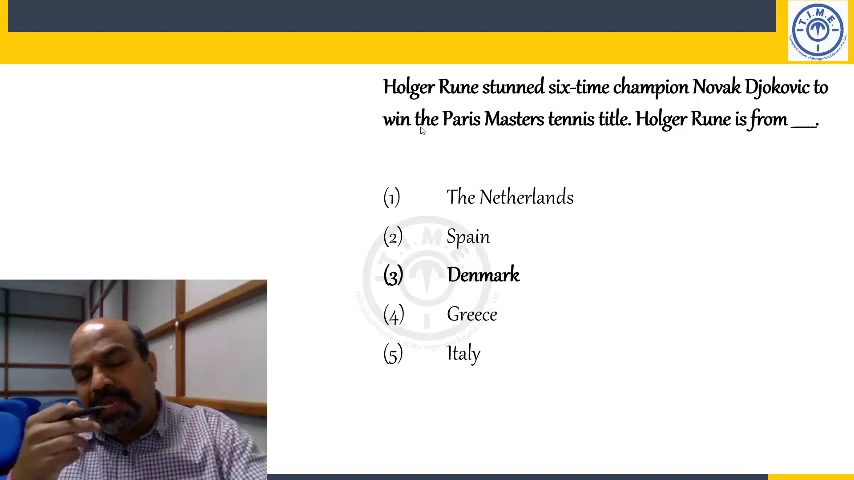 T.I.M.E.
Holger Rune stunned six-time champion Novak Djokovic to
win the Paris Masters tennis title. Holger Rune is from ___.
(1) The Netherlands
(2) Spain
(3) Denmark
(4) Greece
(5) Italy